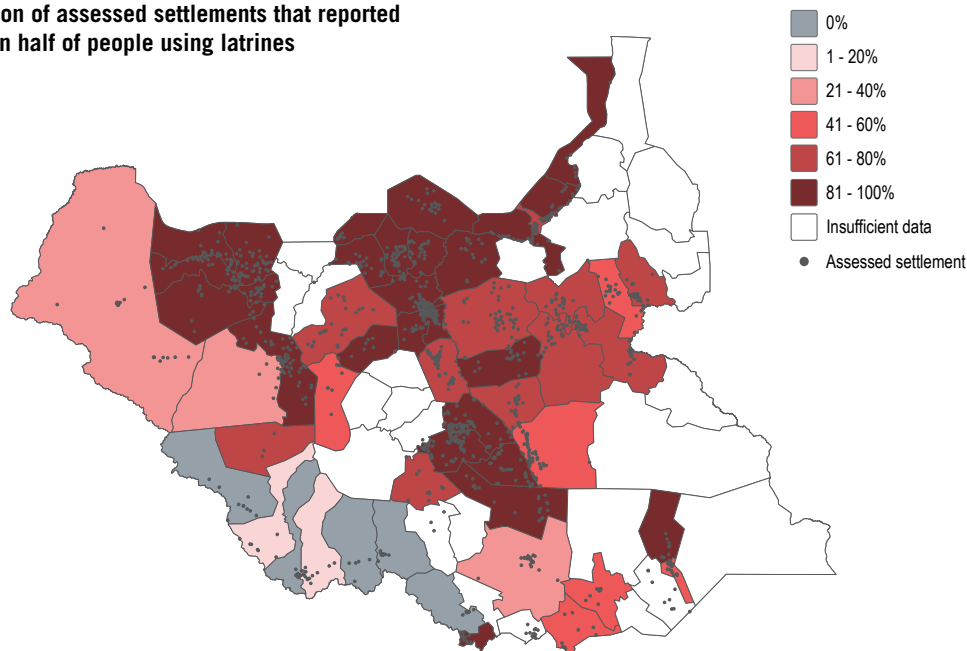 of assessed settlements that reported
half of people using latrines
0%
1 - 20%
21 - 40%
41 - 60%
61 - 80%
81 - 100%
Insufficient data
Assessed settlement